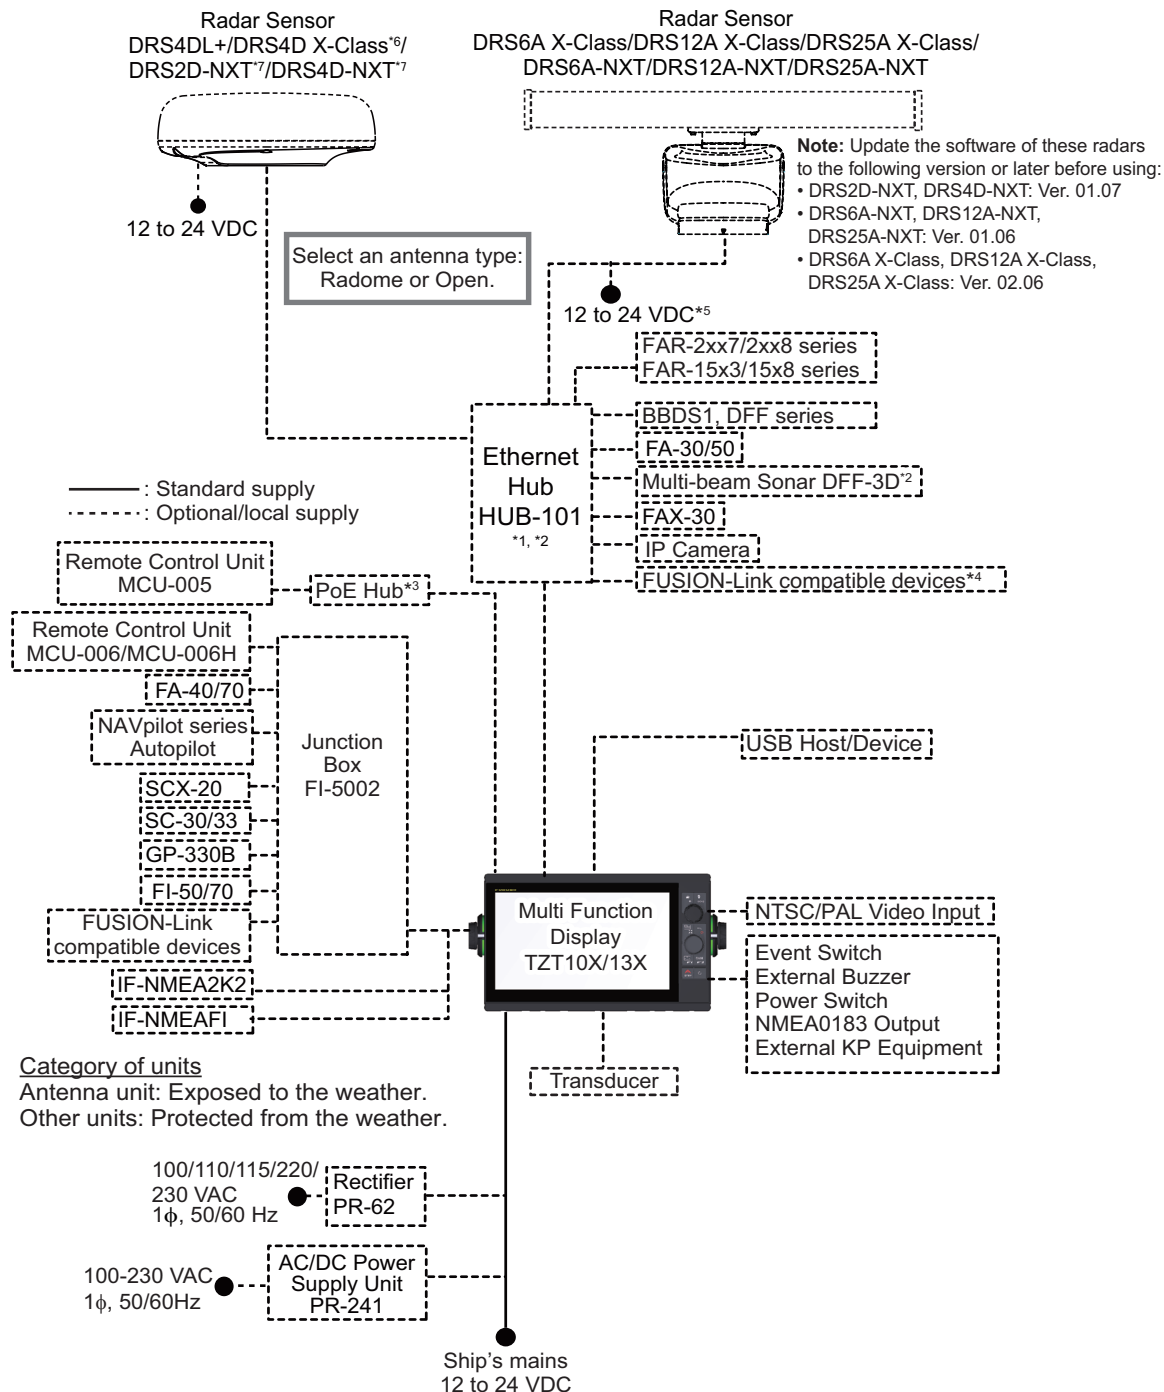 Radar Sensor
DRS4DL+/DRS4D X-Class*6/
DRS2D-NXT*7/DRS4D-NXT*7
Radar Sensor
DRS6A X-Class/DRS12A X-Class/DRS25A X-Class/
DRS6A-NXT/DRS12A-NXT/DRS25A-NXT
Note: Update the software of these radars
to the following version or later before using:
• DRS2D-NXT, DRS4D-NXT: Ver. 01.07
• DRS6A-NXT, DRS12A-NXT,
DRS25A-NXT: Ver. 01.06
• DRS6A X-Class, DRS12A X-Class,
DRS25A X-Class: Ver. 02.06
12 to 24 VDC
Select an antenna type:
Radome or Open.
12 to 24 VDC*5
FAR-2xx7/2xx8 series
FAR-15x3/15x8 series
BBDS1, DFF series
FA-30/50
Multi-beam Sonar DFF-3D*2
FAX-30
IP Camera
FUSION-Link compatible devices*4
Ethernet
Hub
HUB-101
*1, *2
: Standard supply
: Optional/local supply
Remote Control Unit
MCU-005
PoE Hub*3
Remote Control Unit
MCU-006/MCU-006H
FA-40/70
NAVpilot series
Autopilot
SCX-20
SC-30/33
GP-330B
FI-50/70
FUSION-Link
compatible devices
IF-NMEA2K2
IF-NMEAFI
Junction
Box
FI-5002
USB Host/Device
Multi Function
Display
TZT10X/13X
NTSC/PAL Video Input
Event Switch
External Buzzer
Power Switch
NMEA0183 Output
External KP Equipment
Transducer
Category of units
Antenna unit: Exposed to the weather.
Other units: Protected from the weather.
100/110/115/220/
230 VAC
1ϕ, 50/60 Hz
Rectifier
PR-62
100-230 VAC
1ϕ, 50/60Hz
AC/DC Power
Supply Unit
PR-241
Ship's mains
12 to 24 VDC